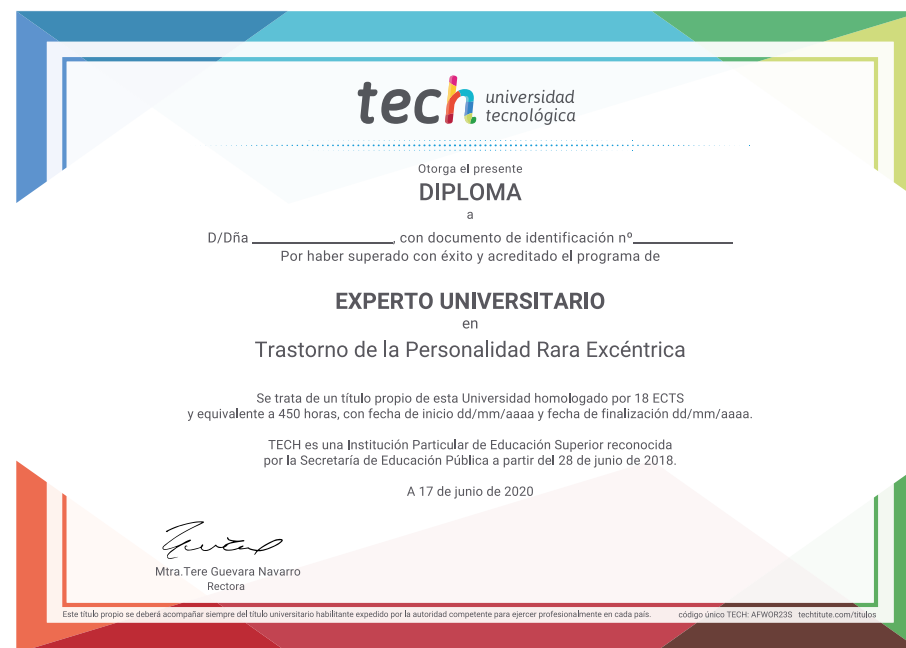 tech universidad
tecnológica
Otorga el presente
DIPLOMA
a
D/Dña ____________, con documento de identificación nº____________
Por haber superado con éxito y acreditado el programa de
EXPERTO UNIVERSITARIO
en
Trastorno de la Personalidad Rara Excéntrica
Se trata de un título propio de esta Universidad homologado por 18 ECTS
y equivalente a 450 horas, con fecha de inicio dd/mm/aaaa y fecha de finalización dd/mm/aaaa.
TECH es una Institución Particular de Educación Superior reconocida
por la Secretaría de Educación Pública a partir del 28 de junio de 2018.
A 17 de junio de 2020
Mtra.Tere Guevara Navarro
Rectora
Este título propio se deberá acompañar siempre del título universitario habilitante expedido por la autoridad competente para ejercer profesionalmente en cada país. código único TECH: AFWOR23S techtitute.com/titulos